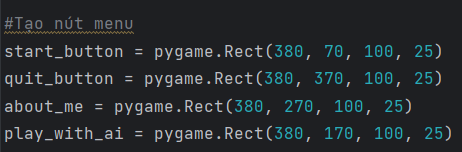 #Tạo nút menu
start_button = pygame.Rect(380, 70, 100, 25)
quit_button = pygame.Rect(380, 370, 100, 25)
about_me = pygame.Rect(380, 270, 100, 25)
play_with_ai = pygame.Rect(380, 170, 100, 25)